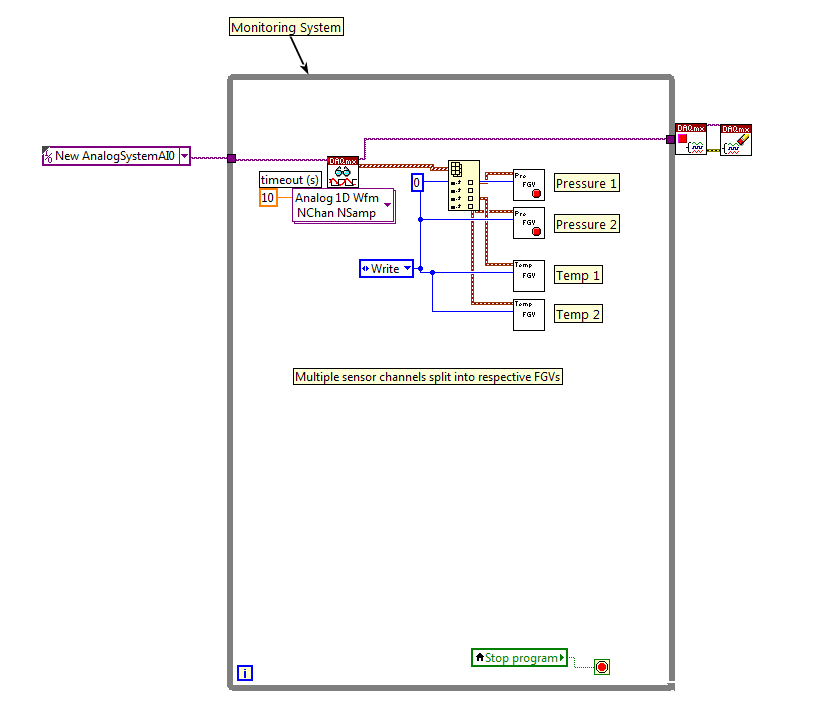 Monitoring System
New AnalogSystemAI0
DAQmx
DAQmx
DAQmx
timeout (s)
10
Analog 1D Wfm
NChan NSamp
0
Pre
FGV
Pressure 1
Pre
FGV
Pressure 2
Write
Temp
FGV
Temp 1
Temp
FGV
Temp 2
Multiple sensor channels split into respective FGVs
Stop program
i